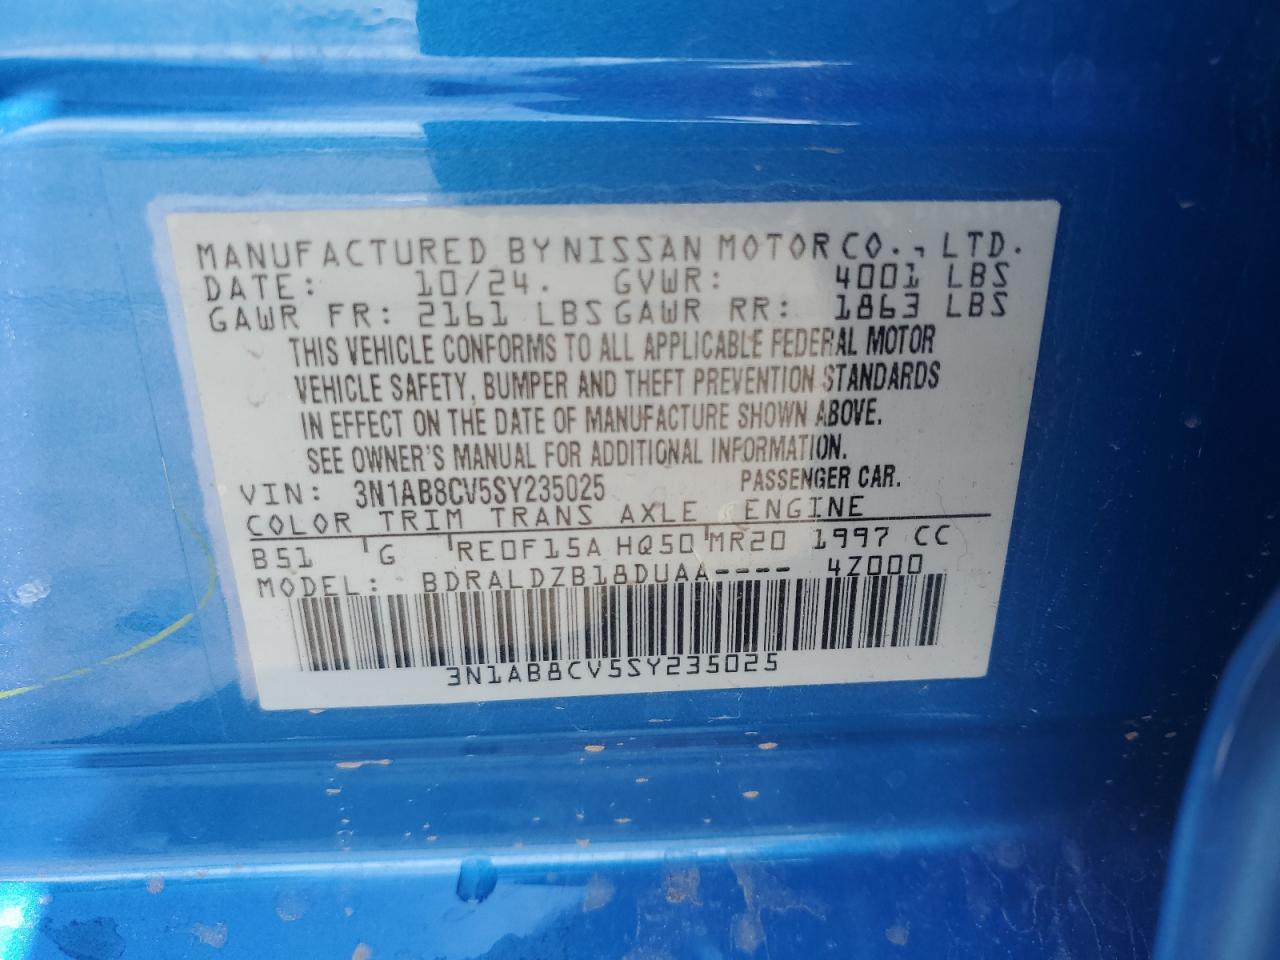 MANUFACTURED BY NISSAN MOTOR CO., LTD.
DATE: 10/24. GVWR: 4001 LBS
GAWR FR: 2161 LBS GAWR RR: 1863 LBS
THIS VEHICLE CONFORMS TO ALL APPLICABLE FEDERAL MOTOR
VEHICLE SAFETY, BUMPER AND THEFT PREVENTION STANDARDS
IN EFFECT ON THE DATE OF MANUFACTURE SHOWN ABOVE.
SEE OWNER'S MANUAL FOR ADDITIONAL INFORMATION.
VIN: 3N1AB8CV5SY235025 PASSENGER CAR.
COLOR TRIM TRANS AXLE ENGINE
B51 G RE0F15A HQ50 MR20 1997 CC
MODEL: BDRALDZB18DUAA---- 4Z000
3N1AB8CV5SY235025